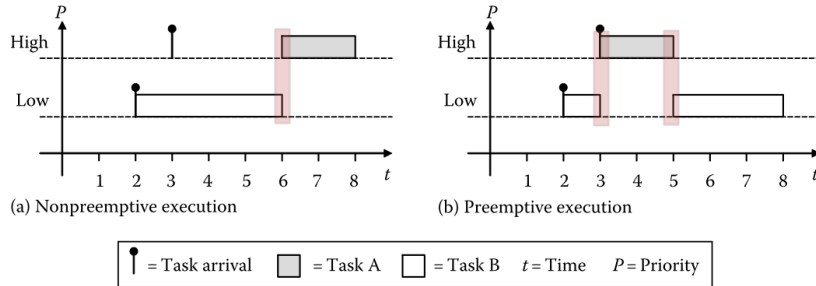 P
High
Low
1 2 3 4 5 6 7 8 t
(a) Nonpreemptive execution
P
High
Low
1 2 3 4 5 6 7 8 t
(b) Preemptive execution
= Task arrival = Task A = Task B t = Time P = Priority